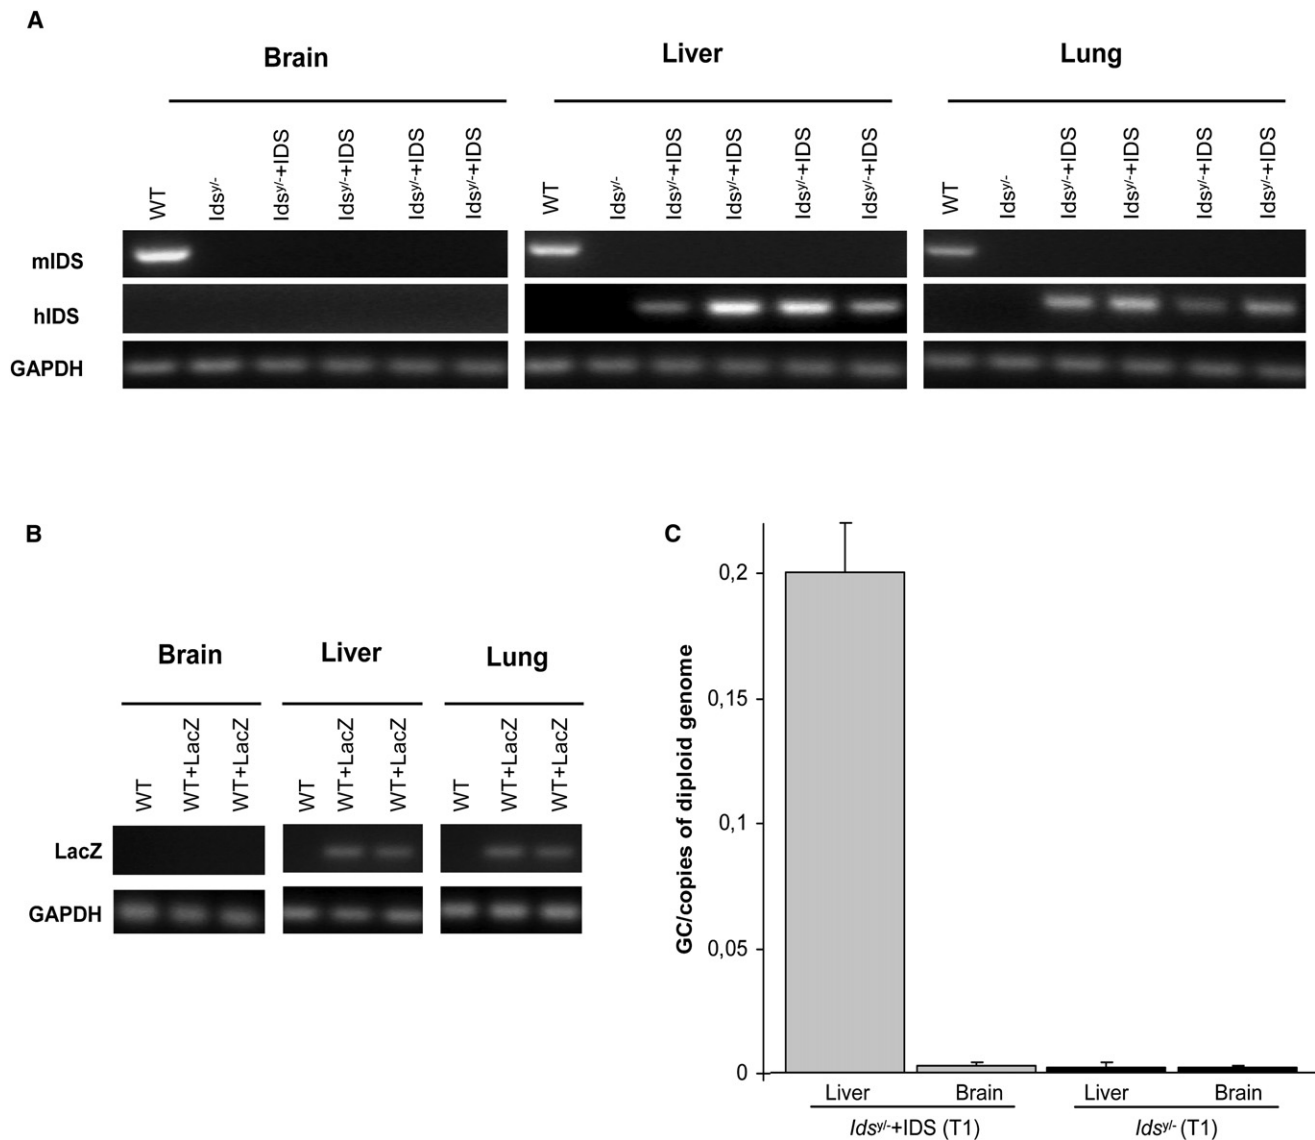 A
Brain Liver Lung
WT Idsy/- Idsy/-+IDS Idsy/-+IDS Idsy/-+IDS Idsy/-+IDS WT Idsy/- Idsy/-+IDS Idsy/-+IDS Idsy/-+IDS Idsy/-+IDS WT Idsy/- Idsy/-+IDS Idsy/-+IDS Idsy/-+IDS Idsy/-+IDS
mIDS
hIDS
GAPDH
B
Brain Liver Lung
WT WT+LacZ WT+LacZ WT WT+LacZ WT+LacZ WT WT+LacZ WT+LacZ
LacZ
GAPDH
C
GC/copies of diploid genome
0,2
0,15
0,1
0,05
0
Liver Brain Liver Brain
Idsy/-+IDS (T1) Idsy/- (T1)